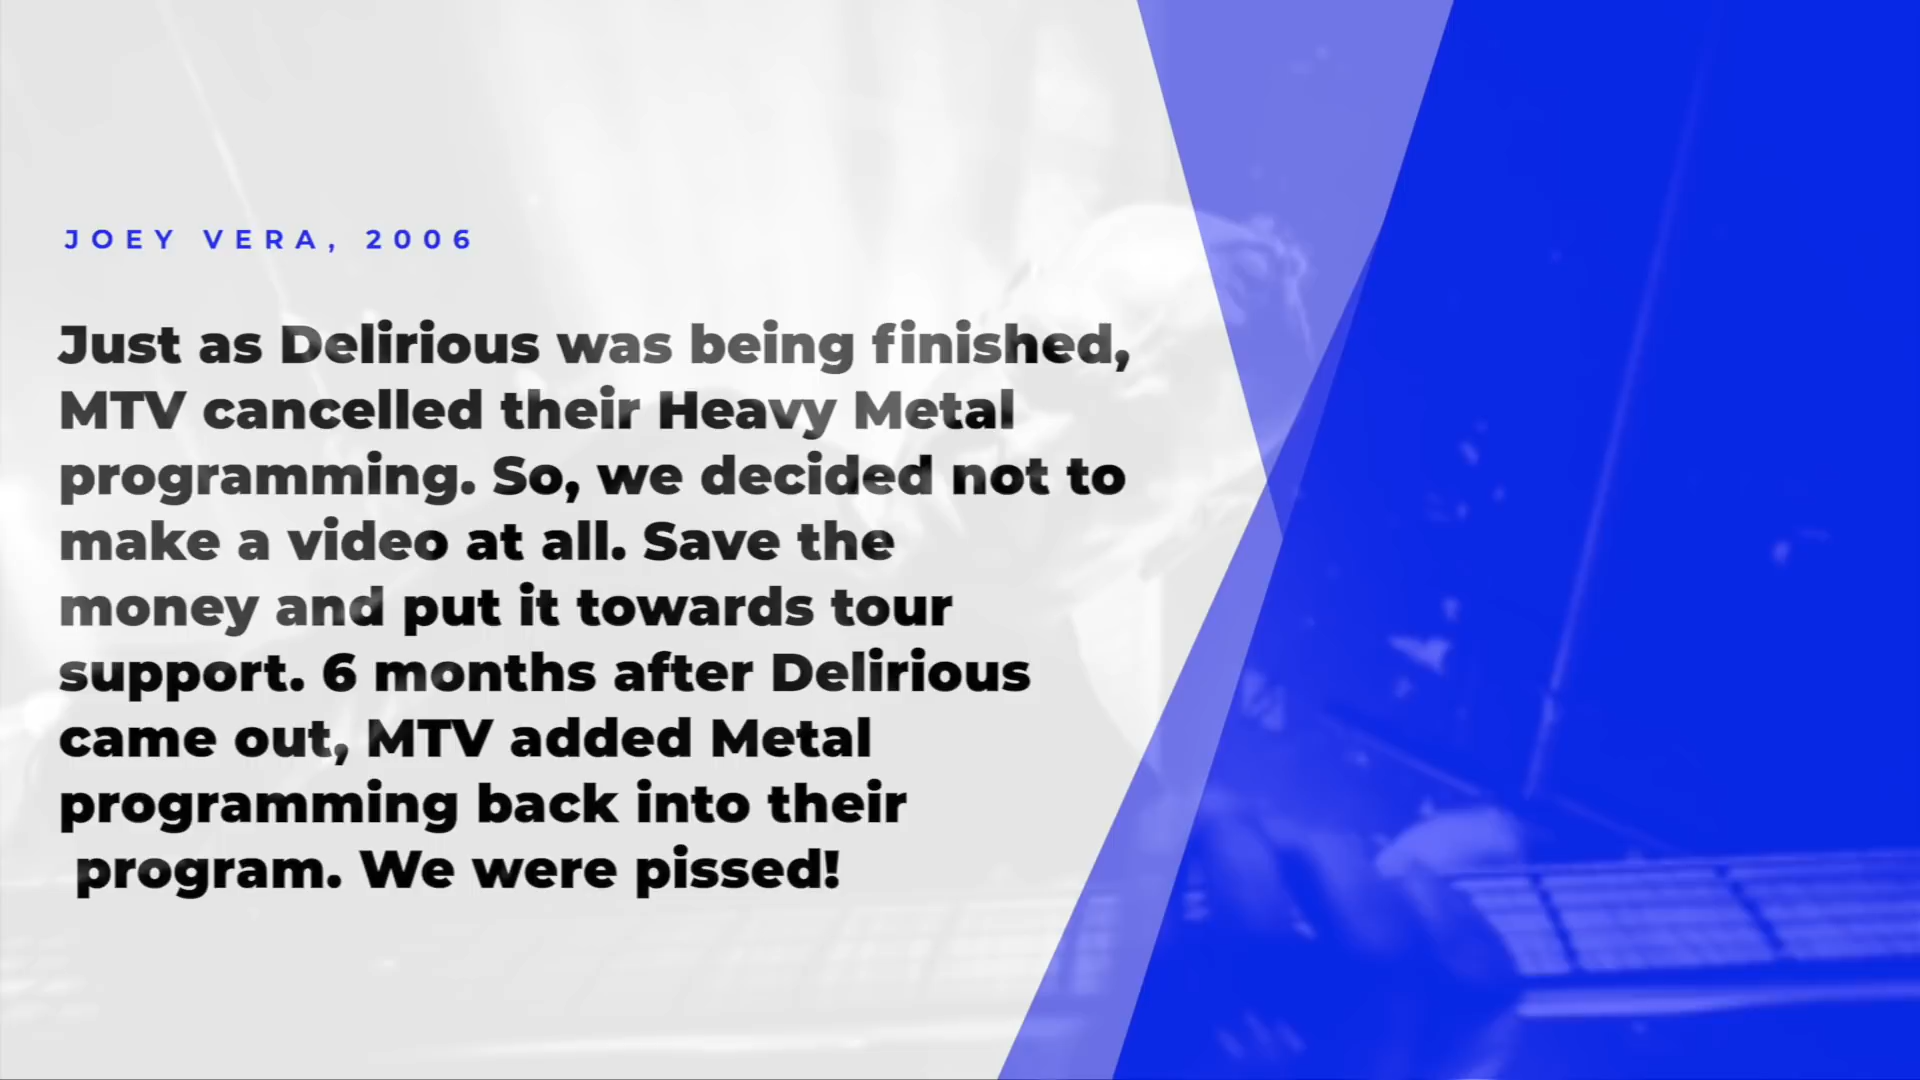 JOEY VERA, 2006
Just as Delirious was being finished,
MTV cancelled their Heavy Metal
programming. So, we decided not to
make a video at all. Save the
money and put it towards tour
support. 6 months after Delirious
came out, MTV added Metal
programming back into their
program. We were pissed!